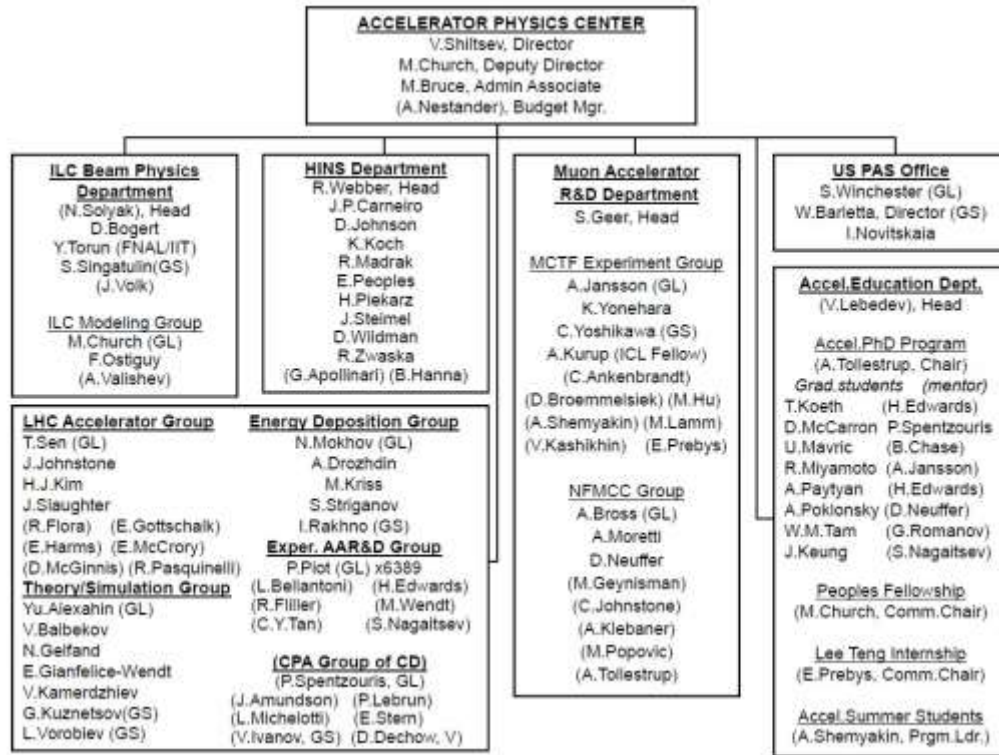 ACCELERATOR PHYSICS CENTER
V.Shiltsev, Director
M.Church, Deputy Director
M.Bruce, Admin Associate
(A.Nestander), Budget Mgr.
ILC Beam Physics
Department
(N.Solyak), Head
D.Bogert
Y.Torun (FNAL/IIT)
S.Singatulin(GS)
(J.Volk)
ILC Modeling Group
M.Church (GL)
F.Ostiguy
(A.Valishev)
HINS Department
R.Webber, Head
J.P.Carneiro
D.Johnson
K.Koch
R.Madrak
E.Peoples
H.Piekarz
J.Steimel
D.Wildman
R.Zwaska
(G.Apollinari) (B.Hanna)
Muon Accelerator
R&D Department
S.Geer, Head
MCTF Experiment Group
A.Jansson (GL)
K.Yonehara
C.Yoshikawa (GS)
A.Kurup (ICL Fellow)
(C.Ankenbrandt)
(D.Broemmelsiek) (M.Hu)
(A.Shemyakin) (M.Lamm)
(V.Kashikhin) (E.Prebys)
NFMCC Group
A.Bross (GL)
A.Moretti
D.Neuffer
(M.Geynisman)
(C.Johnstone)
(A.Klebaner)
(M.Popovic)
(A.Tollestrup)
US PAS Office
S.Winchester (GL)
W.Barletta, Director (GS)
I.Novitskaia
Accel.Education Dept.
(V.Lebedev), Head
Accel.PhD Program
(A.Tollestrup, Chair)
Grad.students (mentor)
T.Koeth (H.Edwards)
D.McCarron P.Spentzouris
U.Mavric (B.Chase)
R.Miyamoto (A.Jansson)
A.Paytyan (H.Edwards)
A.Poklonsky (D.Neuffer)
W.M.Tam (G.Romanov)
J.Keung (S.Nagaitsev)
Peoples Fellowship
(M.Church, Comm.Chair)
Lee Teng Internship
(E.Prebys, Comm.Chair)
Accel.Summer Students
(A.Shemyakin, Prgm.Ldr.)
LHC Accelerator Group
T.Sen (GL)
J.Johnstone
H.J.Kim
J.Slaughter
(R.Flora) (E.Gottschalk)
(E.Harms) (E.McCrory)
(D.McGinnis) (R.Pasquinelli)
Theory/Simulation Group
Yu.Alexahin (GL)
V.Balbekov
N.Gelfand
E.Gianfelice-Wendt
V.Kamerdzhiev
G.Kuznetsov(GS)
L.Vorobiev (GS)
Energy Deposition Group
N.Mokhov (GL)
A.Drozhdin
M.Kriss
S.Striganov
I.Rakhno (GS)
Exper. AAR&D Group
P.Piot (GL) x6389
(L.Bellantoni) (H.Edwards)
(R.Fliller) (M.Wendt)
(C.Y.Tan) (S.Nagaitsev)
(CPA Group of CD)
(P.Spentzouris, GL)
(J.Amundson) (P.Lebrun)
(L.Michelotti) (E.Stern)
(V.Ivanov, GS) (D.Dechow, V)